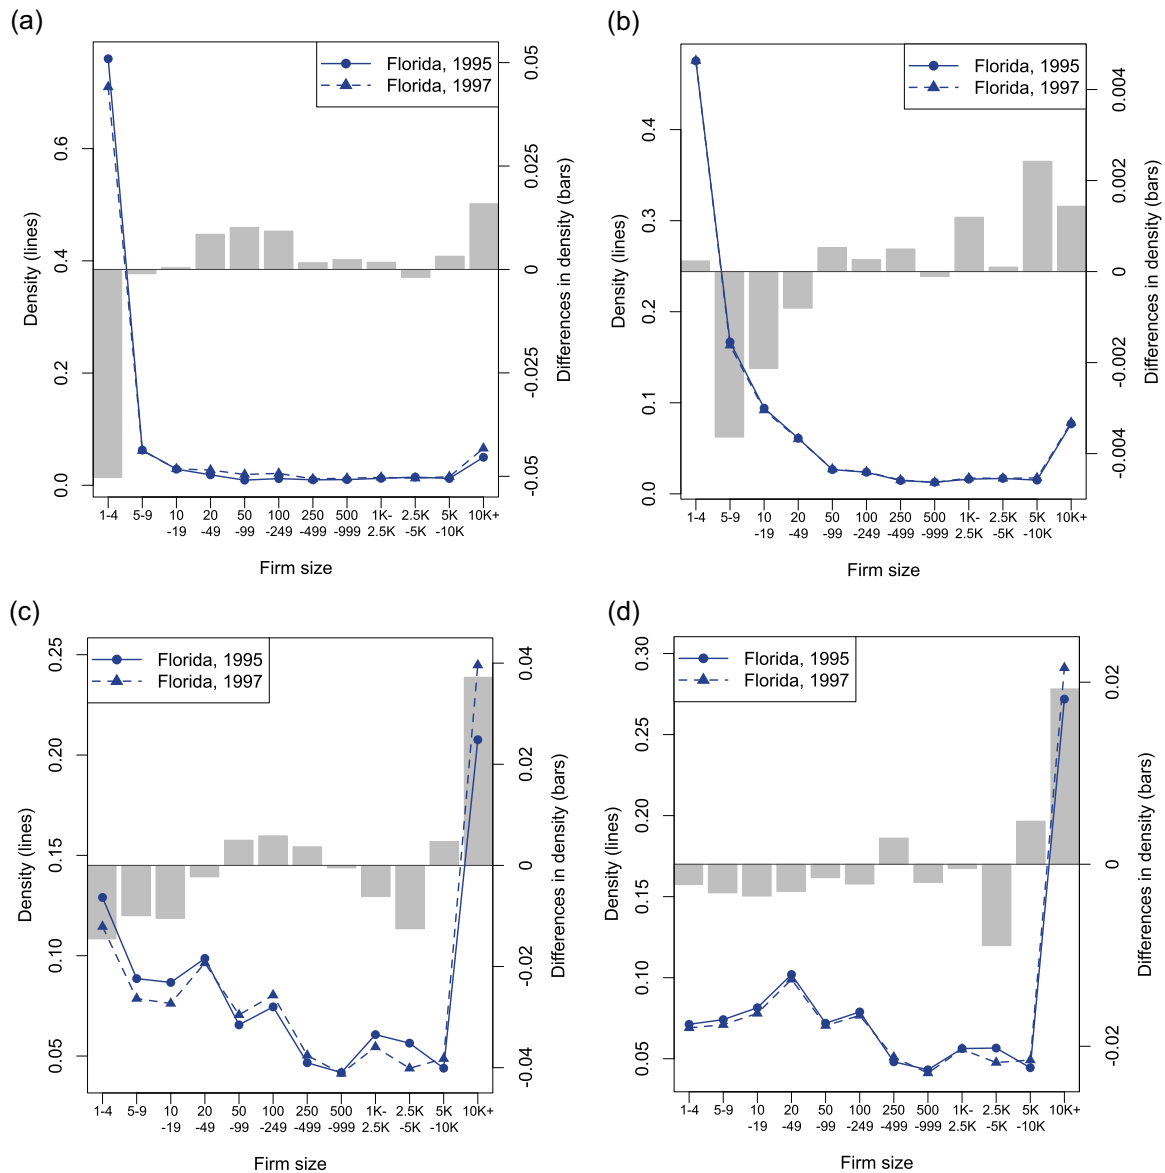 (a)
Florida, 1995
Florida, 1997
Density (lines)
0.0
0.2
0.4
0.6
Differences in density (bars)
-0.05
-0.025
0
0.025
0.05
1-4
5-9
10
-19
20
-49
50
-99
100
-249
250
-499
500
-999
1K-
2.5K
2.5K
-5K
5K
-10K
10K+
Firm size
(b)
Florida, 1995
Florida, 1997
Density (lines)
0.0
0.1
0.2
0.3
0.4
Differences in density (bars)
-0.004
-0.002
0
0.002
0.004
1-4
5-9
10
-19
20
-49
50
-99
100
-249
250
-499
500
-999
1K-
2.5K
2.5K
-5K
5K
-10K
10K+
Firm size
(c)
Florida, 1995
Florida, 1997
Density (lines)
0.05
0.10
0.15
0.20
0.25
Differences in density (bars)
-0.04
-0.02
0
0.02
0.04
1-4
5-9
10
-19
20
-49
50
-99
100
-249
250
-499
500
-999
1K-
2.5K
2.5K
-5K
5K
-10K
10K+
Firm size
(d)
Florida, 1995
Florida, 1997
Density (lines)
0.05
0.10
0.15
0.20
0.25
0.30
Differences in density (bars)
-0.02
0
0.02
1-4
5-9
10
-19
20
-49
50
-99
100
-249
250
-499
500
-999
1K-
2.5K
2.5K
-5K
5K
-10K
10K+
Firm size